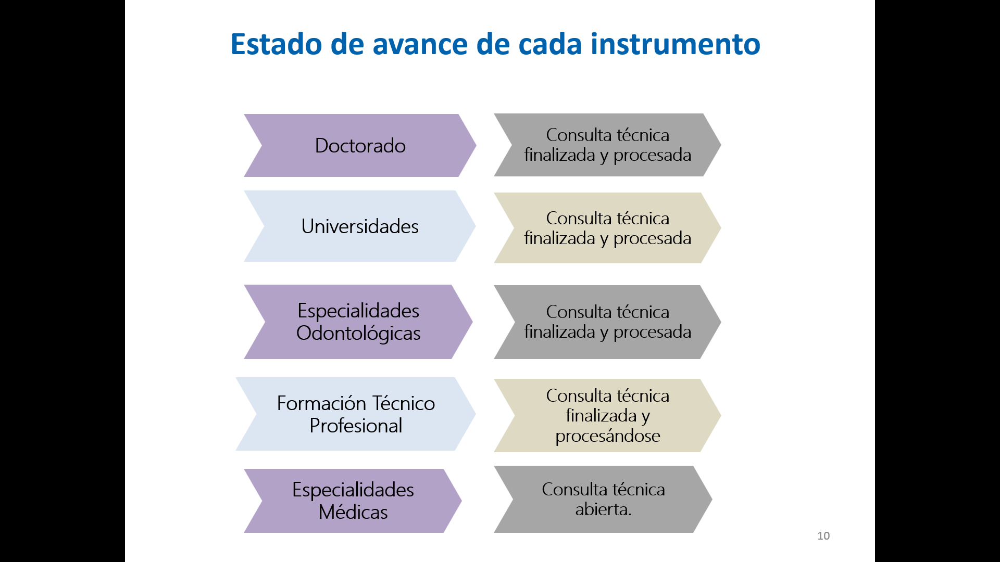 Estado de avance de cada instrumento
Doctorado
Consulta técnica
finalizada y procesada
Universidades
Consulta técnica
finalizada y procesada
Especialidades
Odontológicas
Consulta técnica
finalizada y procesada
Formación Técnico
Profesional
Consulta técnica
finalizada y
procesándose
Especialidades
Médicas
Consulta técnica
abierta.
10